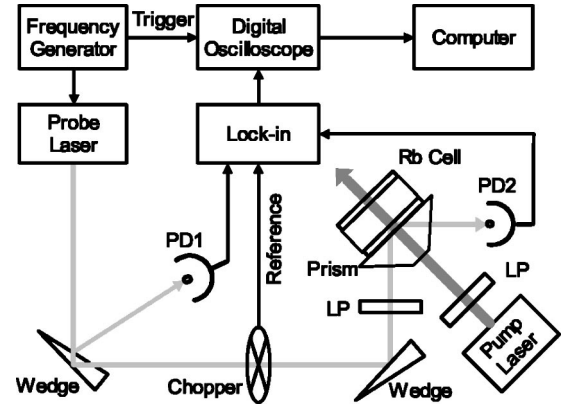 Frequency
Generator
Trigger
Digital
Oscilloscope
Computer
Probe
Laser
Lock-in
Rb Cell
PD2
PD1
Reference
Prism
LP
LP
Pump
Laser
Wedge
Chopper
Wedge